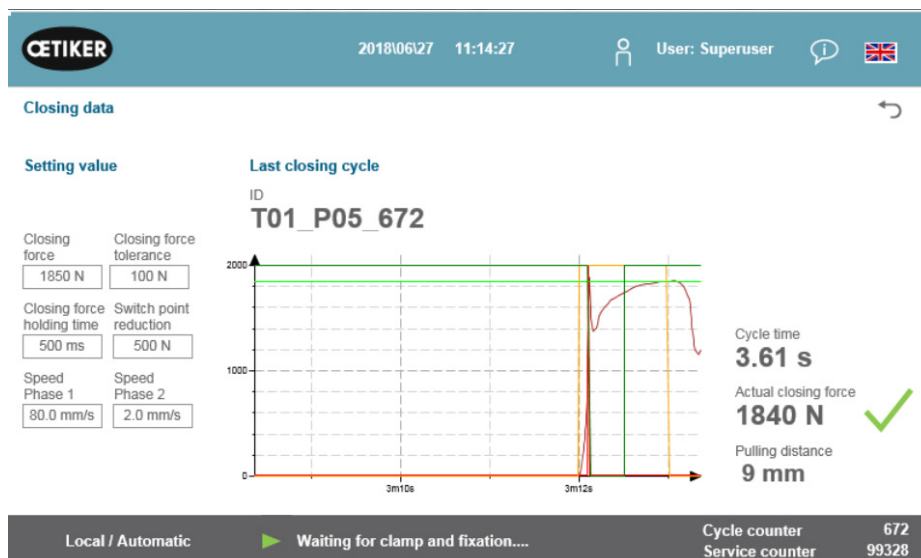 ŒTIKER
2018\06\27 11:14:27
User: Superuser
Closing data
Setting value
Last closing cycle
ID
T01_P05_672
Closing force
1850 N
Closing force tolerance
100 N
Closing force holding time
500 ms
Switch point reduction
500 N
Speed Phase 1
80.0 mm/s
Speed Phase 2
2.0 mm/s
2000
1000
0
3m10s
3m12s
Cycle time
3.61 s
Actual closing force
1840 N
Pulling distance
9 mm
Local / Automatic
Waiting for clamp and fixation....
Cycle counter 672
Service counter 99328